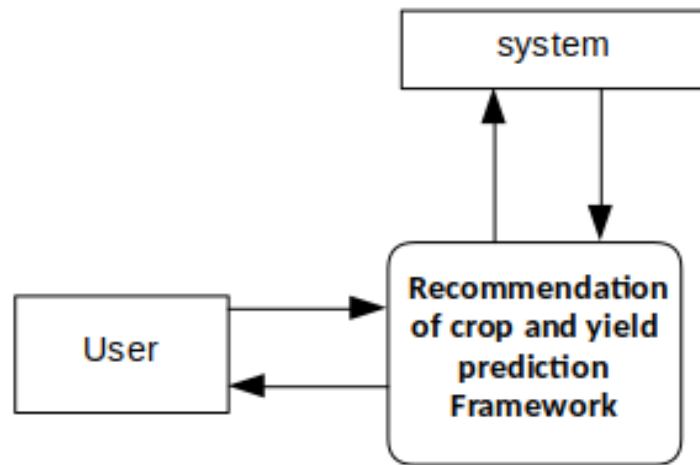 system
User
Recommendation
of crop and yield
prediction
Framework